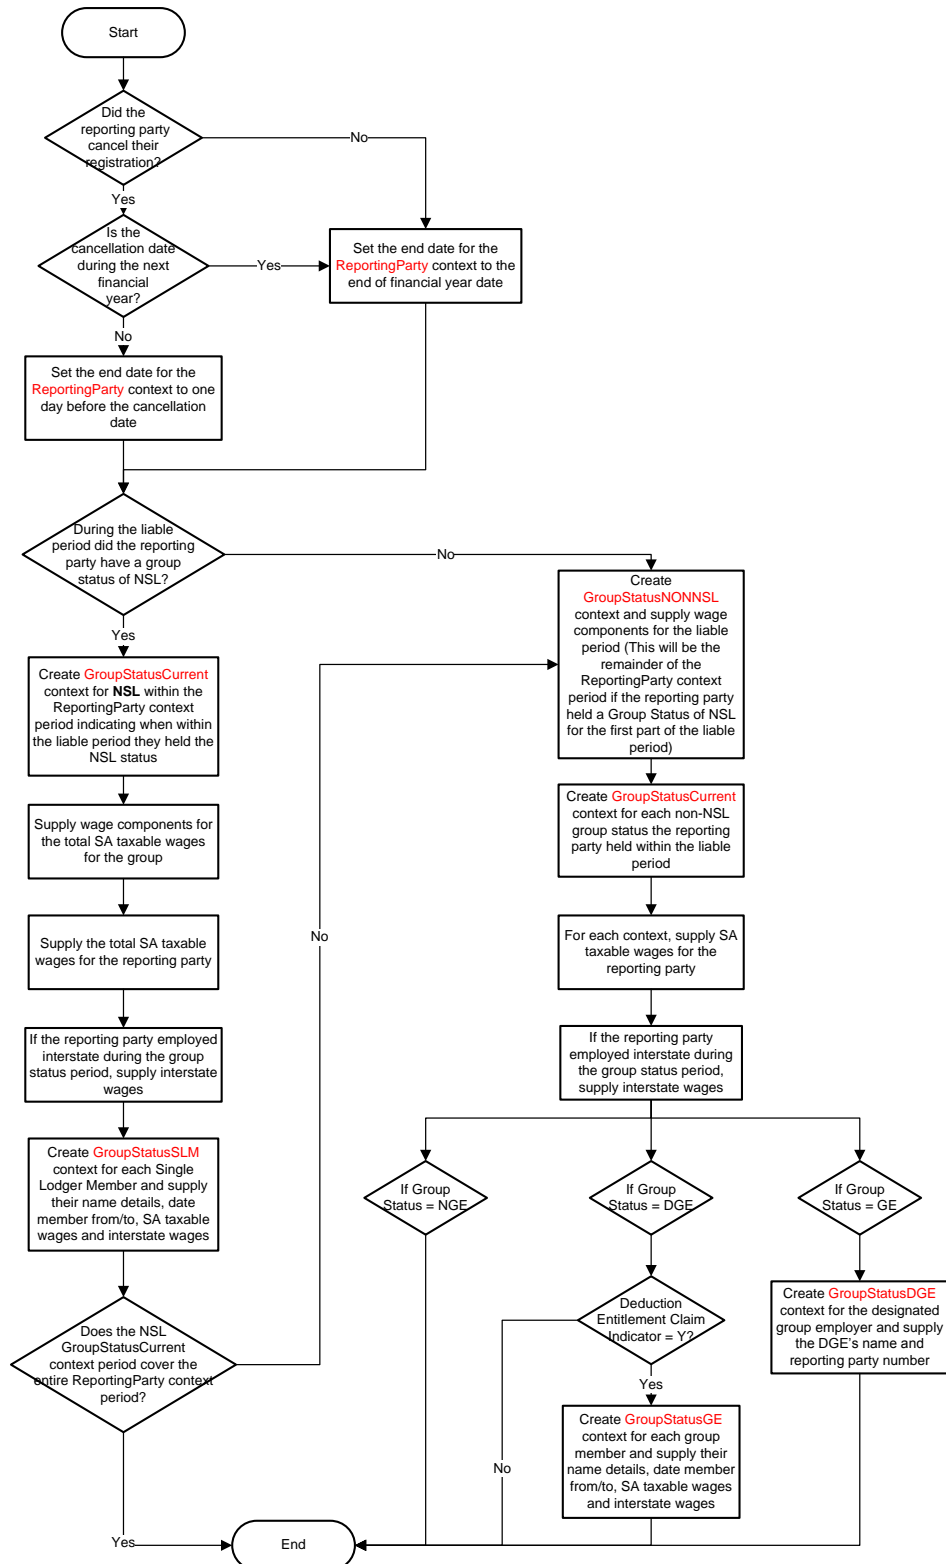 Start
Did the
reporting party
cancel their
registration?
No
Yes
Is the
cancellation date
during the next
financial
year?
Yes
Set the end date for the
ReportingParty context to the
end of financial year date
No
Set the end date for the
ReportingParty context to one
day before the cancellation
date
During the liable
period did the reporting
party have a group
status of NSL?
No
Yes
Create GroupStatusCurrent
context for NSL within the
ReportingParty context
period indicating when within
the liable period they held the
NSL status
Supply wage components for
the total SA taxable wages
for the group
Supply the total SA taxable
wages for the reporting party
If the reporting party employed
interstate during the group
status period, supply interstate
wages
Create GroupStatusSLM
context for each Single
Lodger Member and supply
their name details, date
member from/to, SA taxable
wages and interstate wages
Does the NSL
GroupStatusCurrent
context period cover the
entire ReportingParty context
period?
No
Yes
Create
GroupStatusNONNSL
context and supply wage
components for the liable
period (This will be the
remainder of the
ReportingParty context
period if the reporting party
held a Group Status of NSL
for the first part of the liable
period)
Create GroupStatusCurrent
context for each non-NSL
group status the reporting
party held within the liable
period
For each context, supply SA
taxable wages for the
reporting party
If the reporting party
employed interstate during
the group status period,
supply interstate wages
If Group
Status = NGE
If Group
Status = DGE
If Group
Status = GE
Deduction
Entitlement Claim
Indicator = Y?
Create GroupStatusDGE
context for the designated
group employer and supply
the DGE's name and
reporting party number
Yes
No
Create GroupStatusGE
context for each group
member and supply their
name details, date member
from/to, SA taxable wages
and interstate wages
End